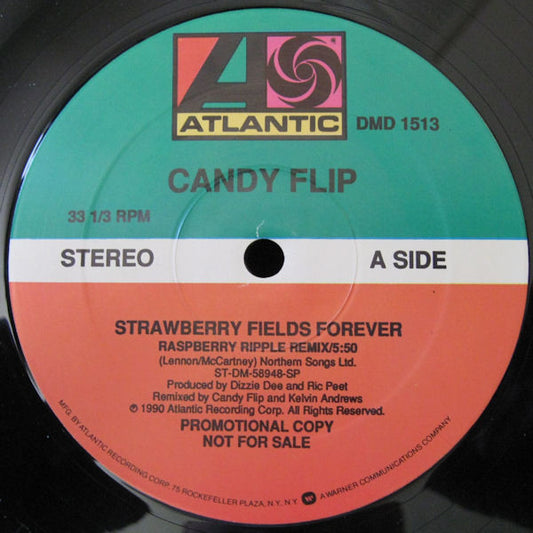 ATLANTIC
DMD 1513
CANDY FLIP
33 1/3 RPM
STEREO
A SIDE
STRAWBERRY FIELDS FOREVER
RASPBERRY RIPPLE REMIX/5:50
(Lennon/McCartney) Northern Songs Ltd.
ST-DM-58948-SP
Produced by Dizzie Dee and Ric Peet
Remixed by Candy Flip and Kelvin Andrews
℗ 1990 Atlantic Recording Corp. All Rights Reserved.
PROMOTIONAL COPY
NOT FOR SALE
MFG. BY ATLANTIC RECORDING CORP. 75 ROCKEFELLER PLAZA, N.Y. N.Y. A WARNER COMMUNICATIONS COMPANY